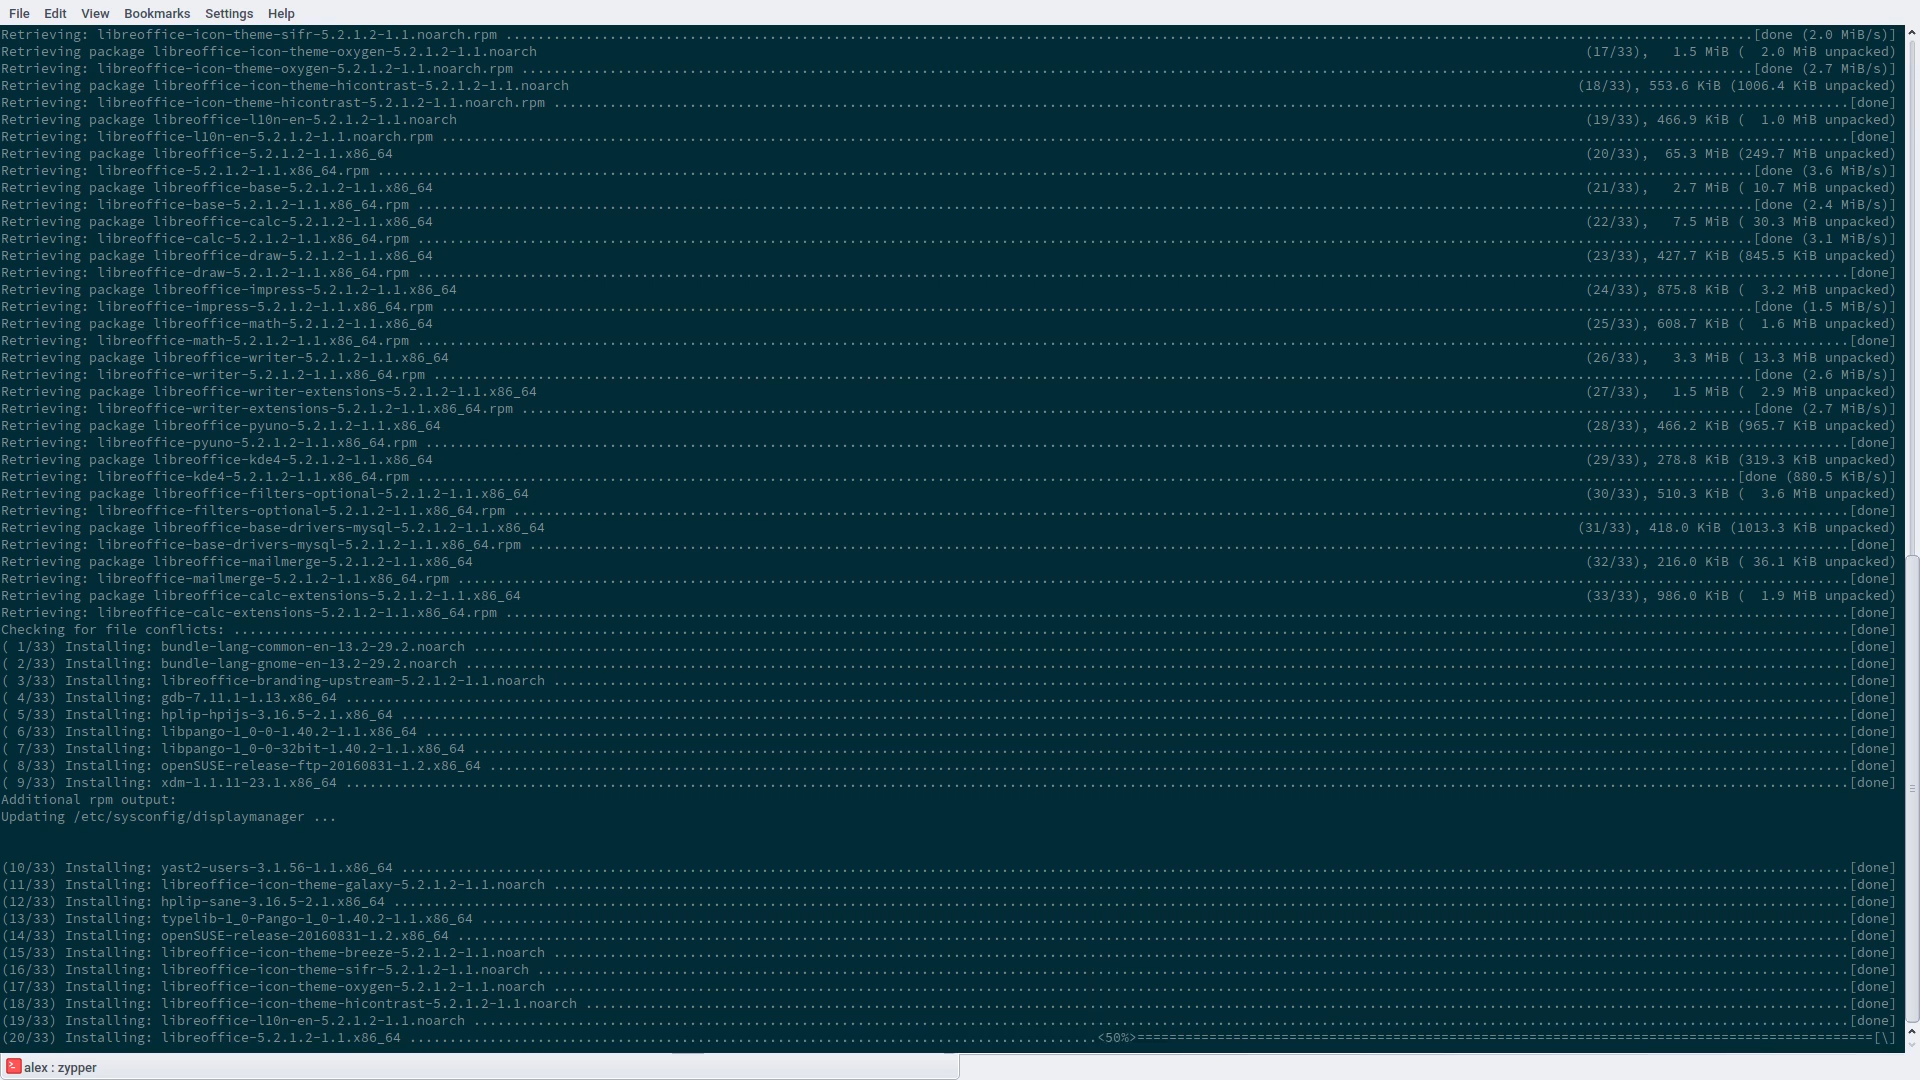 File Edit View Bookmarks Settings Help
Retrieving: libreoffice-icon-theme-sifr-5.2.1.2-1.1.noarch.rpm ................[done (2.0 MiB/s)]
Retrieving package libreoffice-icon-theme-oxygen-5.2.1.2-1.1.noarch (17/33),   1.5 MiB (  2.0 MiB unpacked)
Retrieving: libreoffice-icon-theme-oxygen-5.2.1.2-1.1.noarch.rpm ................[done (2.7 MiB/s)]
Retrieving package libreoffice-icon-theme-hicontrast-5.2.1.2-1.1.noarch (18/33), 553.6 KiB (1006.4 KiB unpacked)
Retrieving: libreoffice-icon-theme-hicontrast-5.2.1.2-1.1.noarch.rpm ................[done]
Retrieving package libreoffice-l10n-en-5.2.1.2-1.1.noarch (19/33), 466.9 KiB (  1.0 MiB unpacked)
Retrieving: libreoffice-l10n-en-5.2.1.2-1.1.noarch.rpm ................[done]
Retrieving package libreoffice-5.2.1.2-1.1.x86_64 (20/33),  65.3 MiB (249.7 MiB unpacked)
Retrieving: libreoffice-5.2.1.2-1.1.x86_64.rpm ................[done (3.6 MiB/s)]
Retrieving package libreoffice-base-5.2.1.2-1.1.x86_64 (21/33),   2.7 MiB ( 10.7 MiB unpacked)
Retrieving: libreoffice-base-5.2.1.2-1.1.x86_64.rpm ................[done (2.4 MiB/s)]
Retrieving package libreoffice-calc-5.2.1.2-1.1.x86_64 (22/33),   7.5 MiB ( 30.3 MiB unpacked)
Retrieving: libreoffice-calc-5.2.1.2-1.1.x86_64.rpm ................[done (3.1 MiB/s)]
Retrieving package libreoffice-draw-5.2.1.2-1.1.x86_64 (23/33), 427.7 KiB (845.5 KiB unpacked)
Retrieving: libreoffice-draw-5.2.1.2-1.1.x86_64.rpm ................[done]
Retrieving package libreoffice-impress-5.2.1.2-1.1.x86_64 (24/33), 875.8 KiB (  3.2 MiB unpacked)
Retrieving: libreoffice-impress-5.2.1.2-1.1.x86_64.rpm ................[done (1.5 MiB/s)]
Retrieving package libreoffice-math-5.2.1.2-1.1.x86_64 (25/33), 608.7 KiB (  1.6 MiB unpacked)
Retrieving: libreoffice-math-5.2.1.2-1.1.x86_64.rpm ................[done]
Retrieving package libreoffice-writer-5.2.1.2-1.1.x86_64 (26/33),   3.3 MiB ( 13.3 MiB unpacked)
Retrieving: libreoffice-writer-5.2.1.2-1.1.x86_64.rpm ................[done (2.6 MiB/s)]
Retrieving package libreoffice-writer-extensions-5.2.1.2-1.1.x86_64 (27/33),   1.5 MiB (  2.9 MiB unpacked)
Retrieving: libreoffice-writer-extensions-5.2.1.2-1.1.x86_64.rpm ................[done (2.7 MiB/s)]
Retrieving package libreoffice-pyuno-5.2.1.2-1.1.x86_64 (28/33), 466.2 KiB (965.7 KiB unpacked)
Retrieving: libreoffice-pyuno-5.2.1.2-1.1.x86_64.rpm ................[done]
Retrieving package libreoffice-kde4-5.2.1.2-1.1.x86_64 (29/33), 278.8 KiB (319.3 KiB unpacked)
Retrieving: libreoffice-kde4-5.2.1.2-1.1.x86_64.rpm ................[done (880.5 KiB/s)]
Retrieving package libreoffice-filters-optional-5.2.1.2-1.1.x86_64 (30/33), 510.3 KiB (  3.6 MiB unpacked)
Retrieving: libreoffice-filters-optional-5.2.1.2-1.1.x86_64.rpm ................[done]
Retrieving package libreoffice-base-drivers-mysql-5.2.1.2-1.1.x86_64 (31/33), 418.0 KiB (1013.3 KiB unpacked)
Retrieving: libreoffice-base-drivers-mysql-5.2.1.2-1.1.x86_64.rpm ................[done]
Retrieving package libreoffice-mailmerge-5.2.1.2-1.1.x86_64 (32/33), 216.0 KiB ( 36.1 KiB unpacked)
Retrieving: libreoffice-mailmerge-5.2.1.2-1.1.x86_64.rpm ................[done]
Retrieving package libreoffice-calc-extensions-5.2.1.2-1.1.x86_64 (33/33), 986.0 KiB (  1.9 MiB unpacked)
Retrieving: libreoffice-calc-extensions-5.2.1.2-1.1.x86_64.rpm ................[done]
Checking for file conflicts: ................[done]
( 1/33) Installing: bundle-lang-common-en-13.2-29.2.noarch ................[done]
( 2/33) Installing: bundle-lang-gnome-en-13.2-29.2.noarch ................[done]
( 3/33) Installing: libreoffice-branding-upstream-5.2.1.2-1.1.noarch ................[done]
( 4/33) Installing: gdb-7.11.1-1.13.x86_64 ................[done]
( 5/33) Installing: hplip-hpijs-3.16.5-2.1.x86_64 ................[done]
( 6/33) Installing: libpango-1_0-0-1.40.2-1.1.x86_64 ................[done]
( 7/33) Installing: libpango-1_0-0-32bit-1.40.2-1.1.x86_64 ................[done]
( 8/33) Installing: openSUSE-release-ftp-20160831-1.2.x86_64 ................[done]
( 9/33) Installing: xdm-1.1.11-23.1.x86_64 ................[done]
Additional rpm output:
Updating /etc/sysconfig/displaymanager ...
(10/33) Installing: yast2-users-3.1.56-1.1.x86_64 ................[done]
(11/33) Installing: libreoffice-icon-theme-galaxy-5.2.1.2-1.1.noarch ................[done]
(12/33) Installing: hplip-sane-3.16.5-2.1.x86_64 ................[done]
(13/33) Installing: typelib-1_0-Pango-1_0-1.40.2-1.1.x86_64 ................[done]
(14/33) Installing: openSUSE-release-20160831-1.2.x86_64 ................[done]
(15/33) Installing: libreoffice-icon-theme-breeze-5.2.1.2-1.1.noarch ................[done]
(16/33) Installing: libreoffice-icon-theme-sifr-5.2.1.2-1.1.noarch ................[done]
(17/33) Installing: libreoffice-icon-theme-oxygen-5.2.1.2-1.1.noarch ................[done]
(18/33) Installing: libreoffice-icon-theme-hicontrast-5.2.1.2-1.1.noarch ................[done]
(19/33) Installing: libreoffice-l10n-en-5.2.1.2-1.1.noarch ................[done]
(20/33) Installing: libreoffice-5.2.1.2-1.1.x86_64 ................<50%>================[\]
alex : zypper